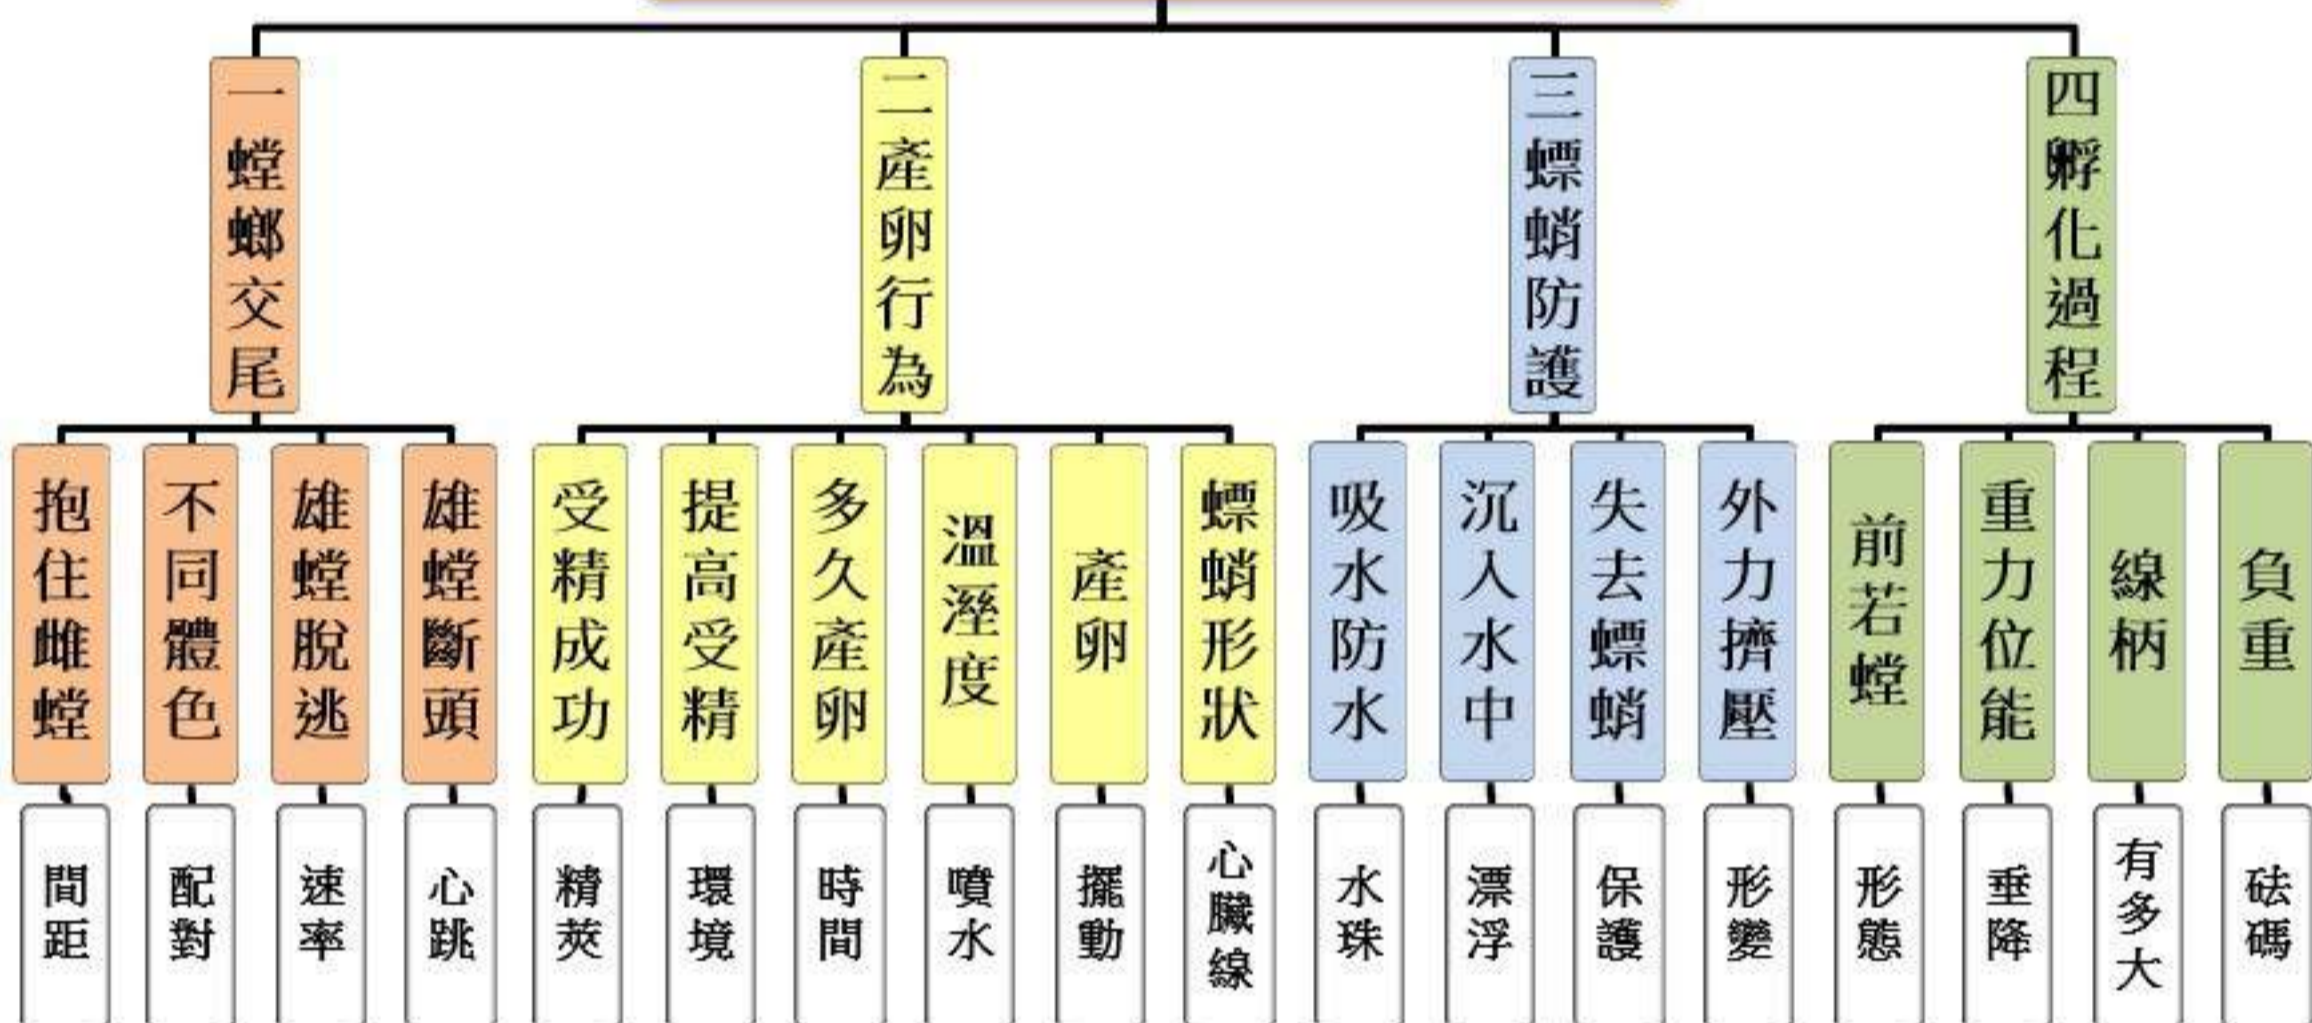 一螳螂交尾
二產卵行為
三螵蛸防護
四孵化過程
抱住雌螳
不同體色
雄螳脫逃
雄螳斷頭
受精成功
提高受精
多久產卵
溫溼度
產卵
螵蛸形狀
吸水防水
沉入水中
失去螵蛸
外力擠壓
前若螳
重力位能
線柄
負重
間距
配對
速率
心跳
精莢
環境
時間
噴水
擺動
心臟線
水珠
漂浮
保護
形變
形態
垂降
有多大
砝碼